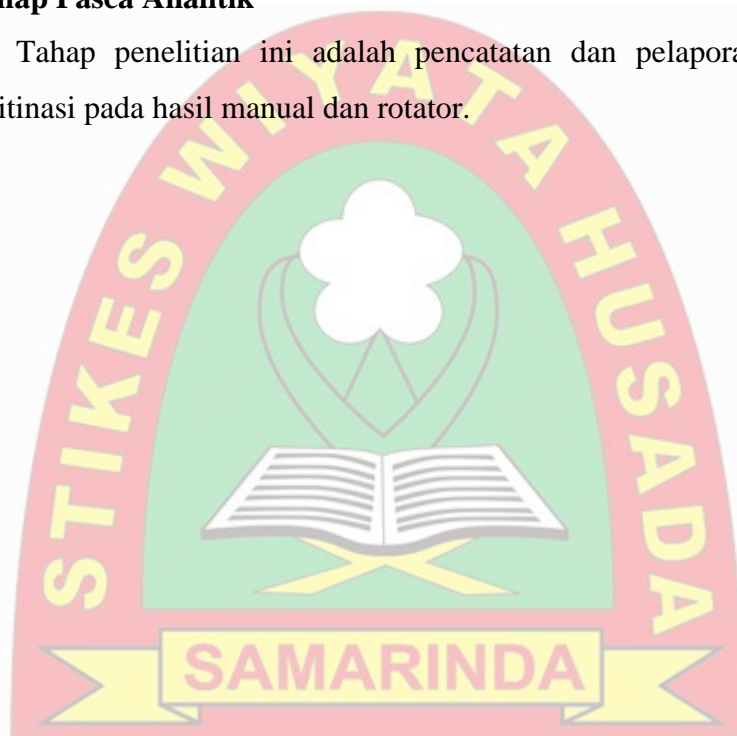 hap Pasca Analitik
Tahap penelitian ini adalah pencatatan dan pelapora
itinasi pada hasil manual dan rotator.
STIKES WIYATA HUSADA
SAMARINDA